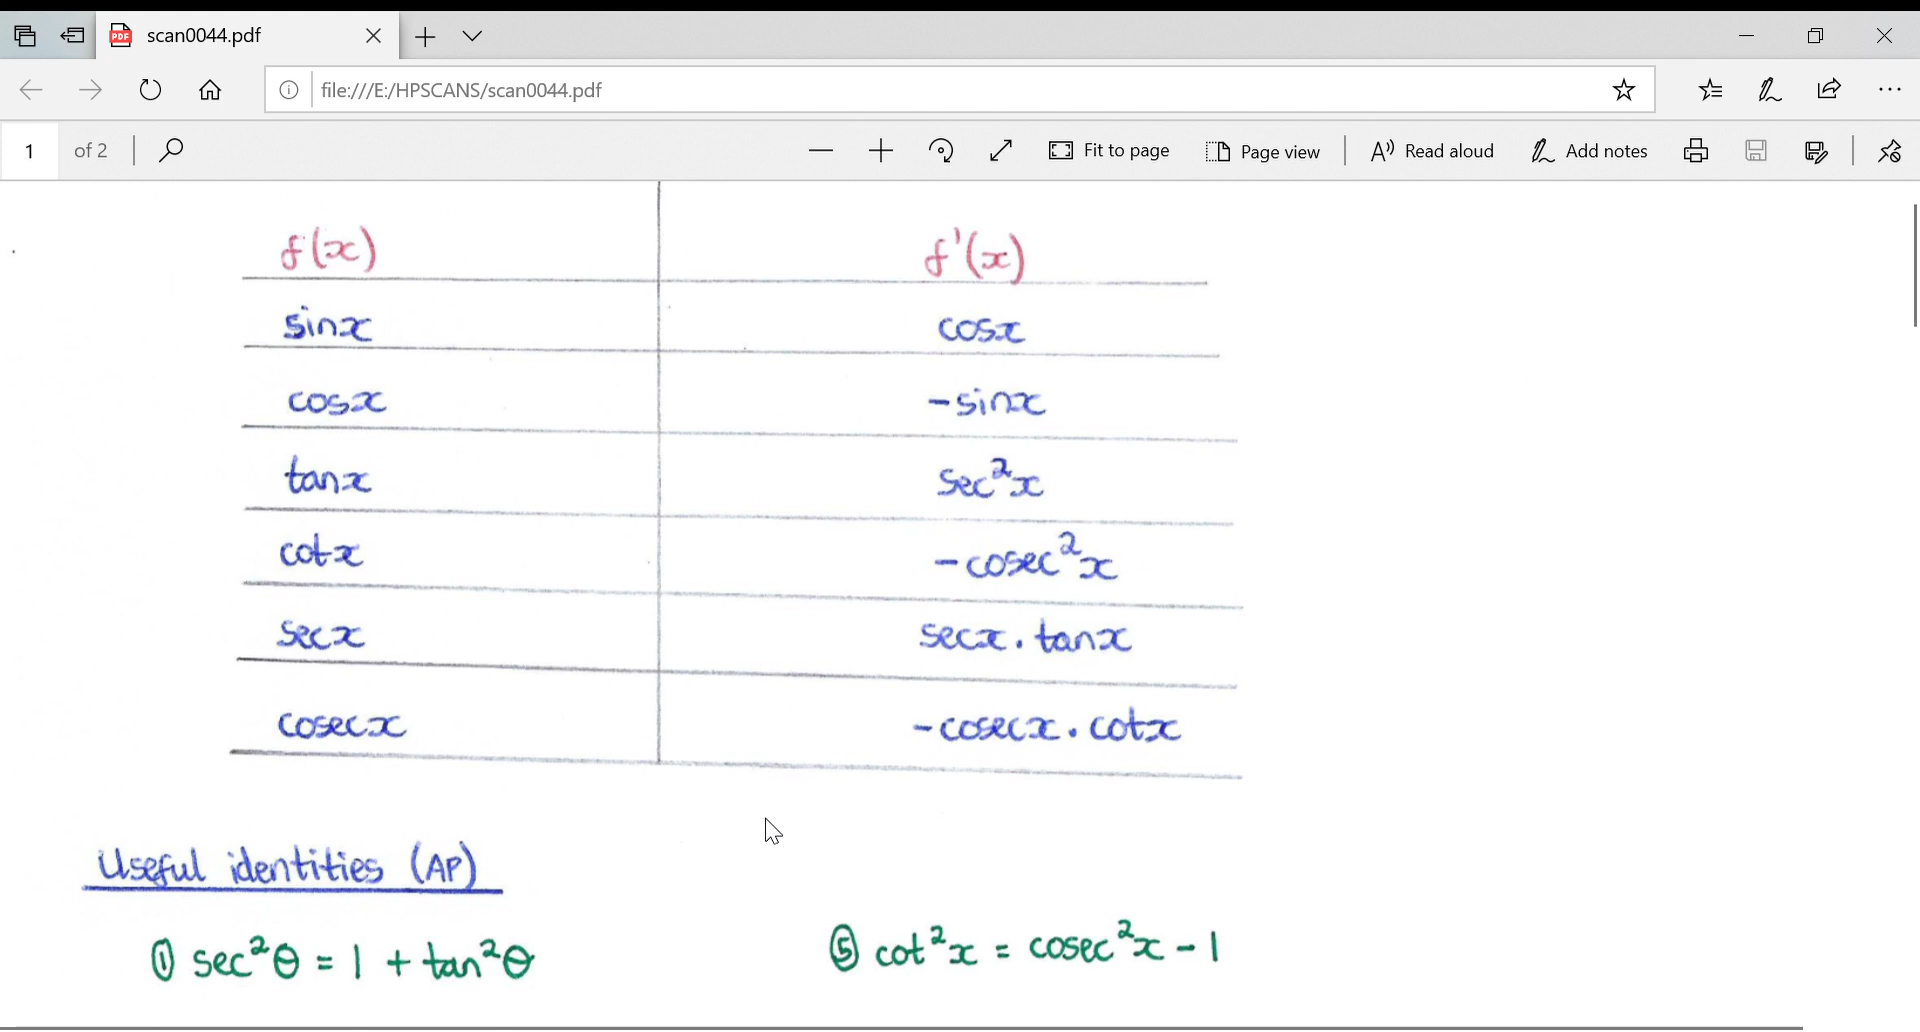 scan0044.pdf
file:///E:/HPSCANS/scan0044.pdf
1 of 2 Fit to page Page view Read aloud Add notes
f(x) f'(x)
sinx cosx
cosx -sinx
tanx sec²x
cotx -cosec²x
secx secx.tanx
cosecx -cosecx.cotx
Useful identities (AP)
① sec²θ = 1 + tan²θ ⑤ cot²x = cosec²x - 1